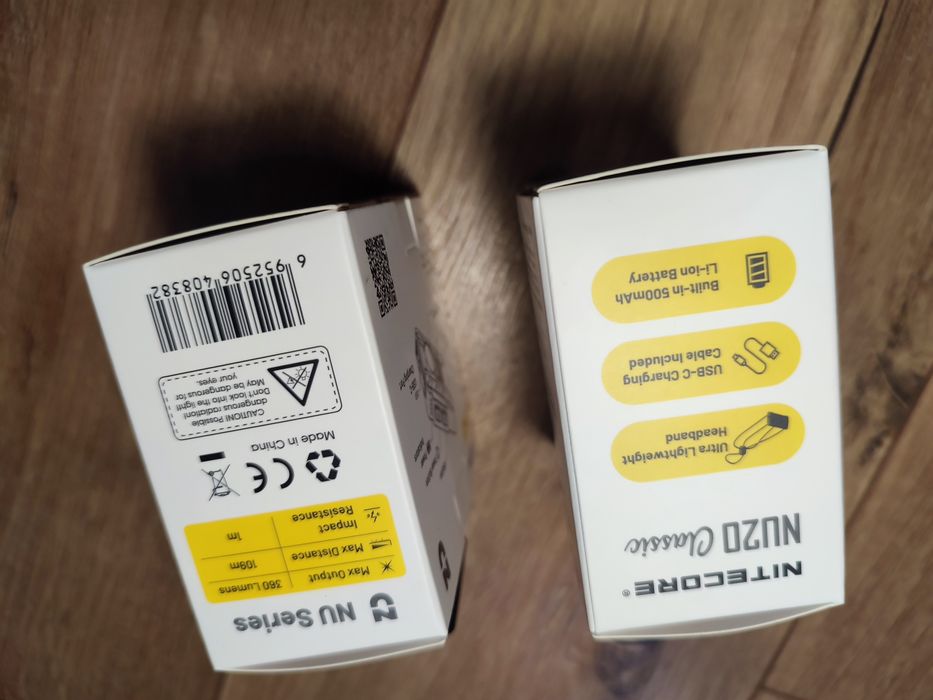 NU Series
Max Output 360 Lumens
Max Distance 109m
Impact
Resistance 1m
Made in China
CE
CAUTION! Possible
dangerous radiation!
Don't look into the light!
May be dangerous for
your eyes.
6 952506 408382
NITECORE®
NU20 Classic
Ultra Lightweight
Headband
USB-C Charging
Cable Included
Built-in 500mAh
Li-ion Battery